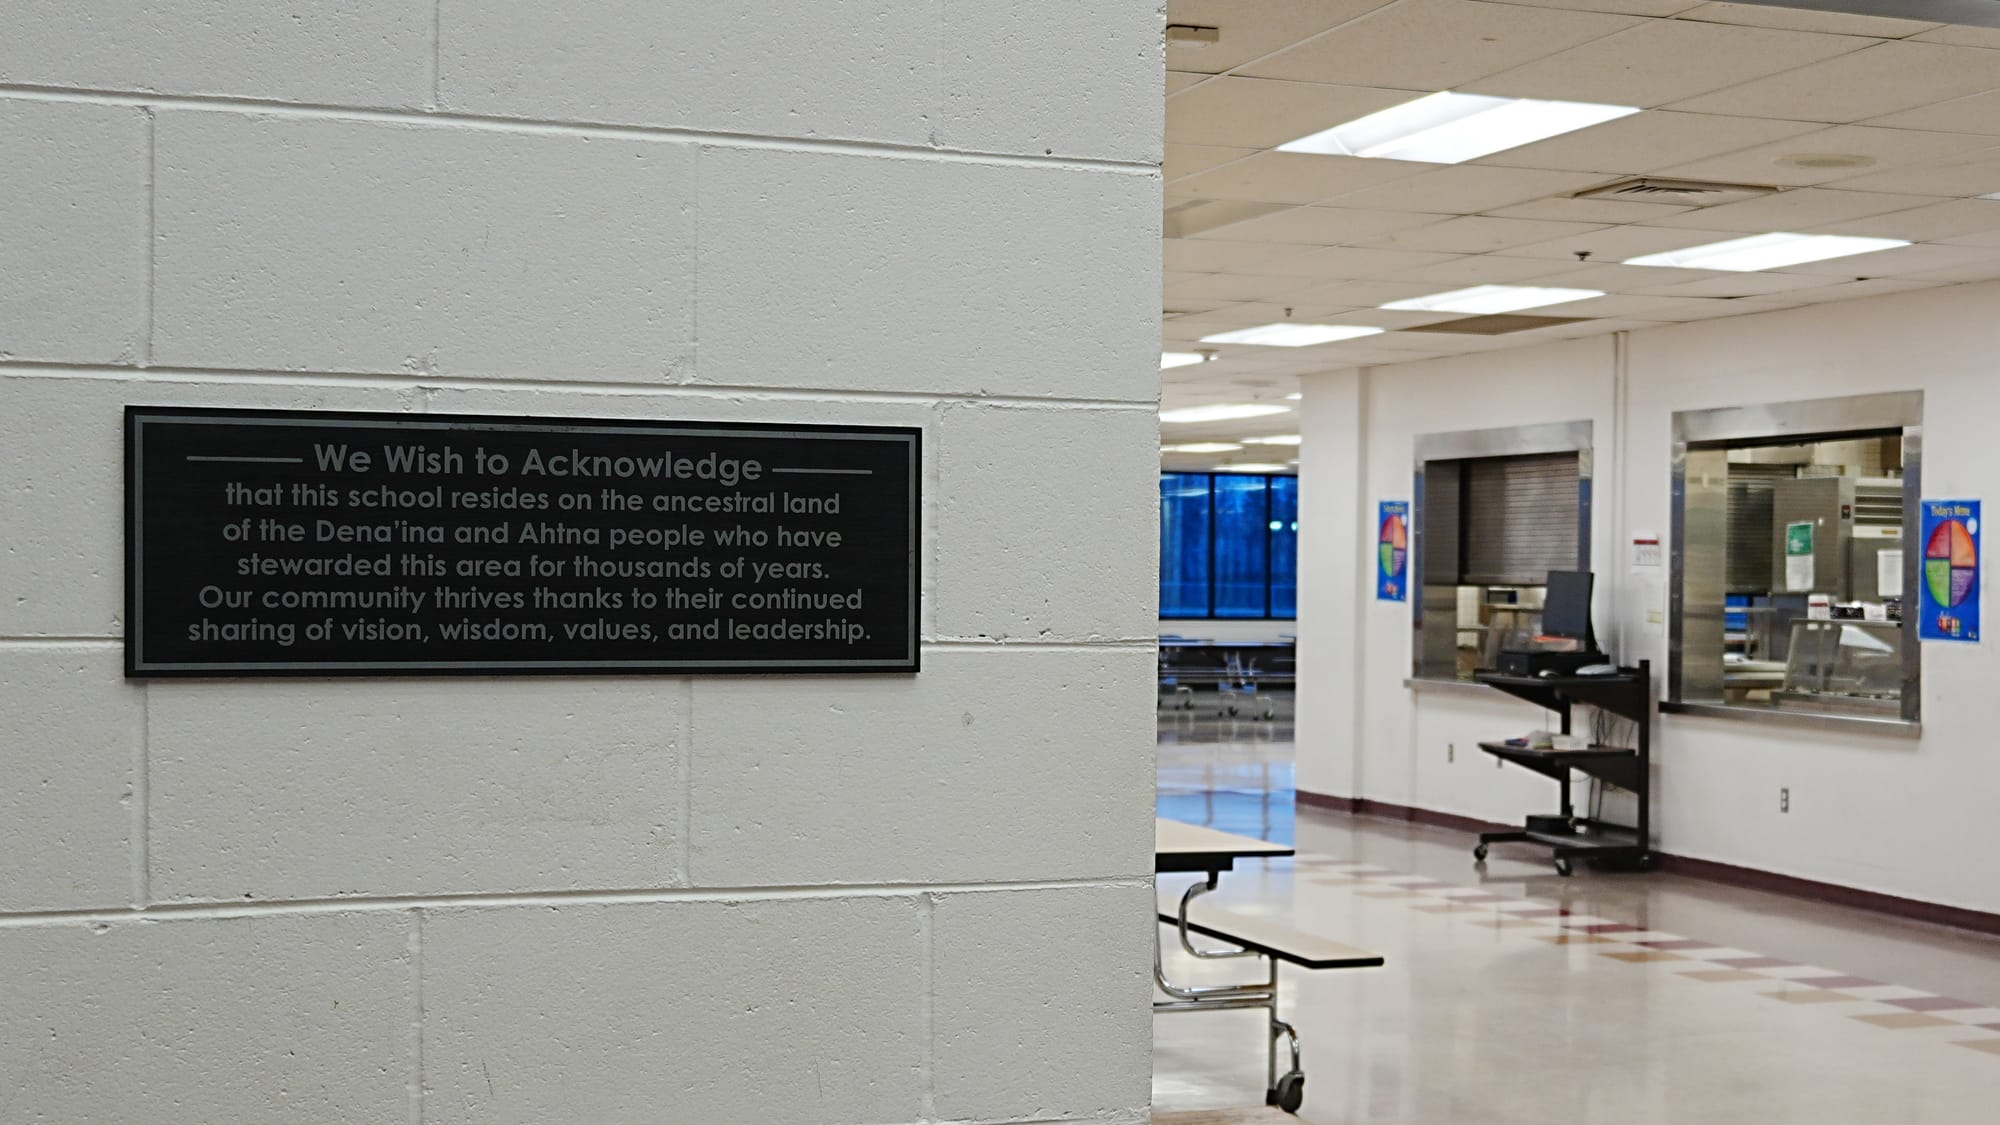 We Wish to Acknowledge
that this school resides on the ancestral land
of the Dena'ina and Ahtna people who have
stewarded this area for thousands of years.
Our community thrives thanks to their continued
sharing of vision, wisdom, values, and leadership.
Today's Menu